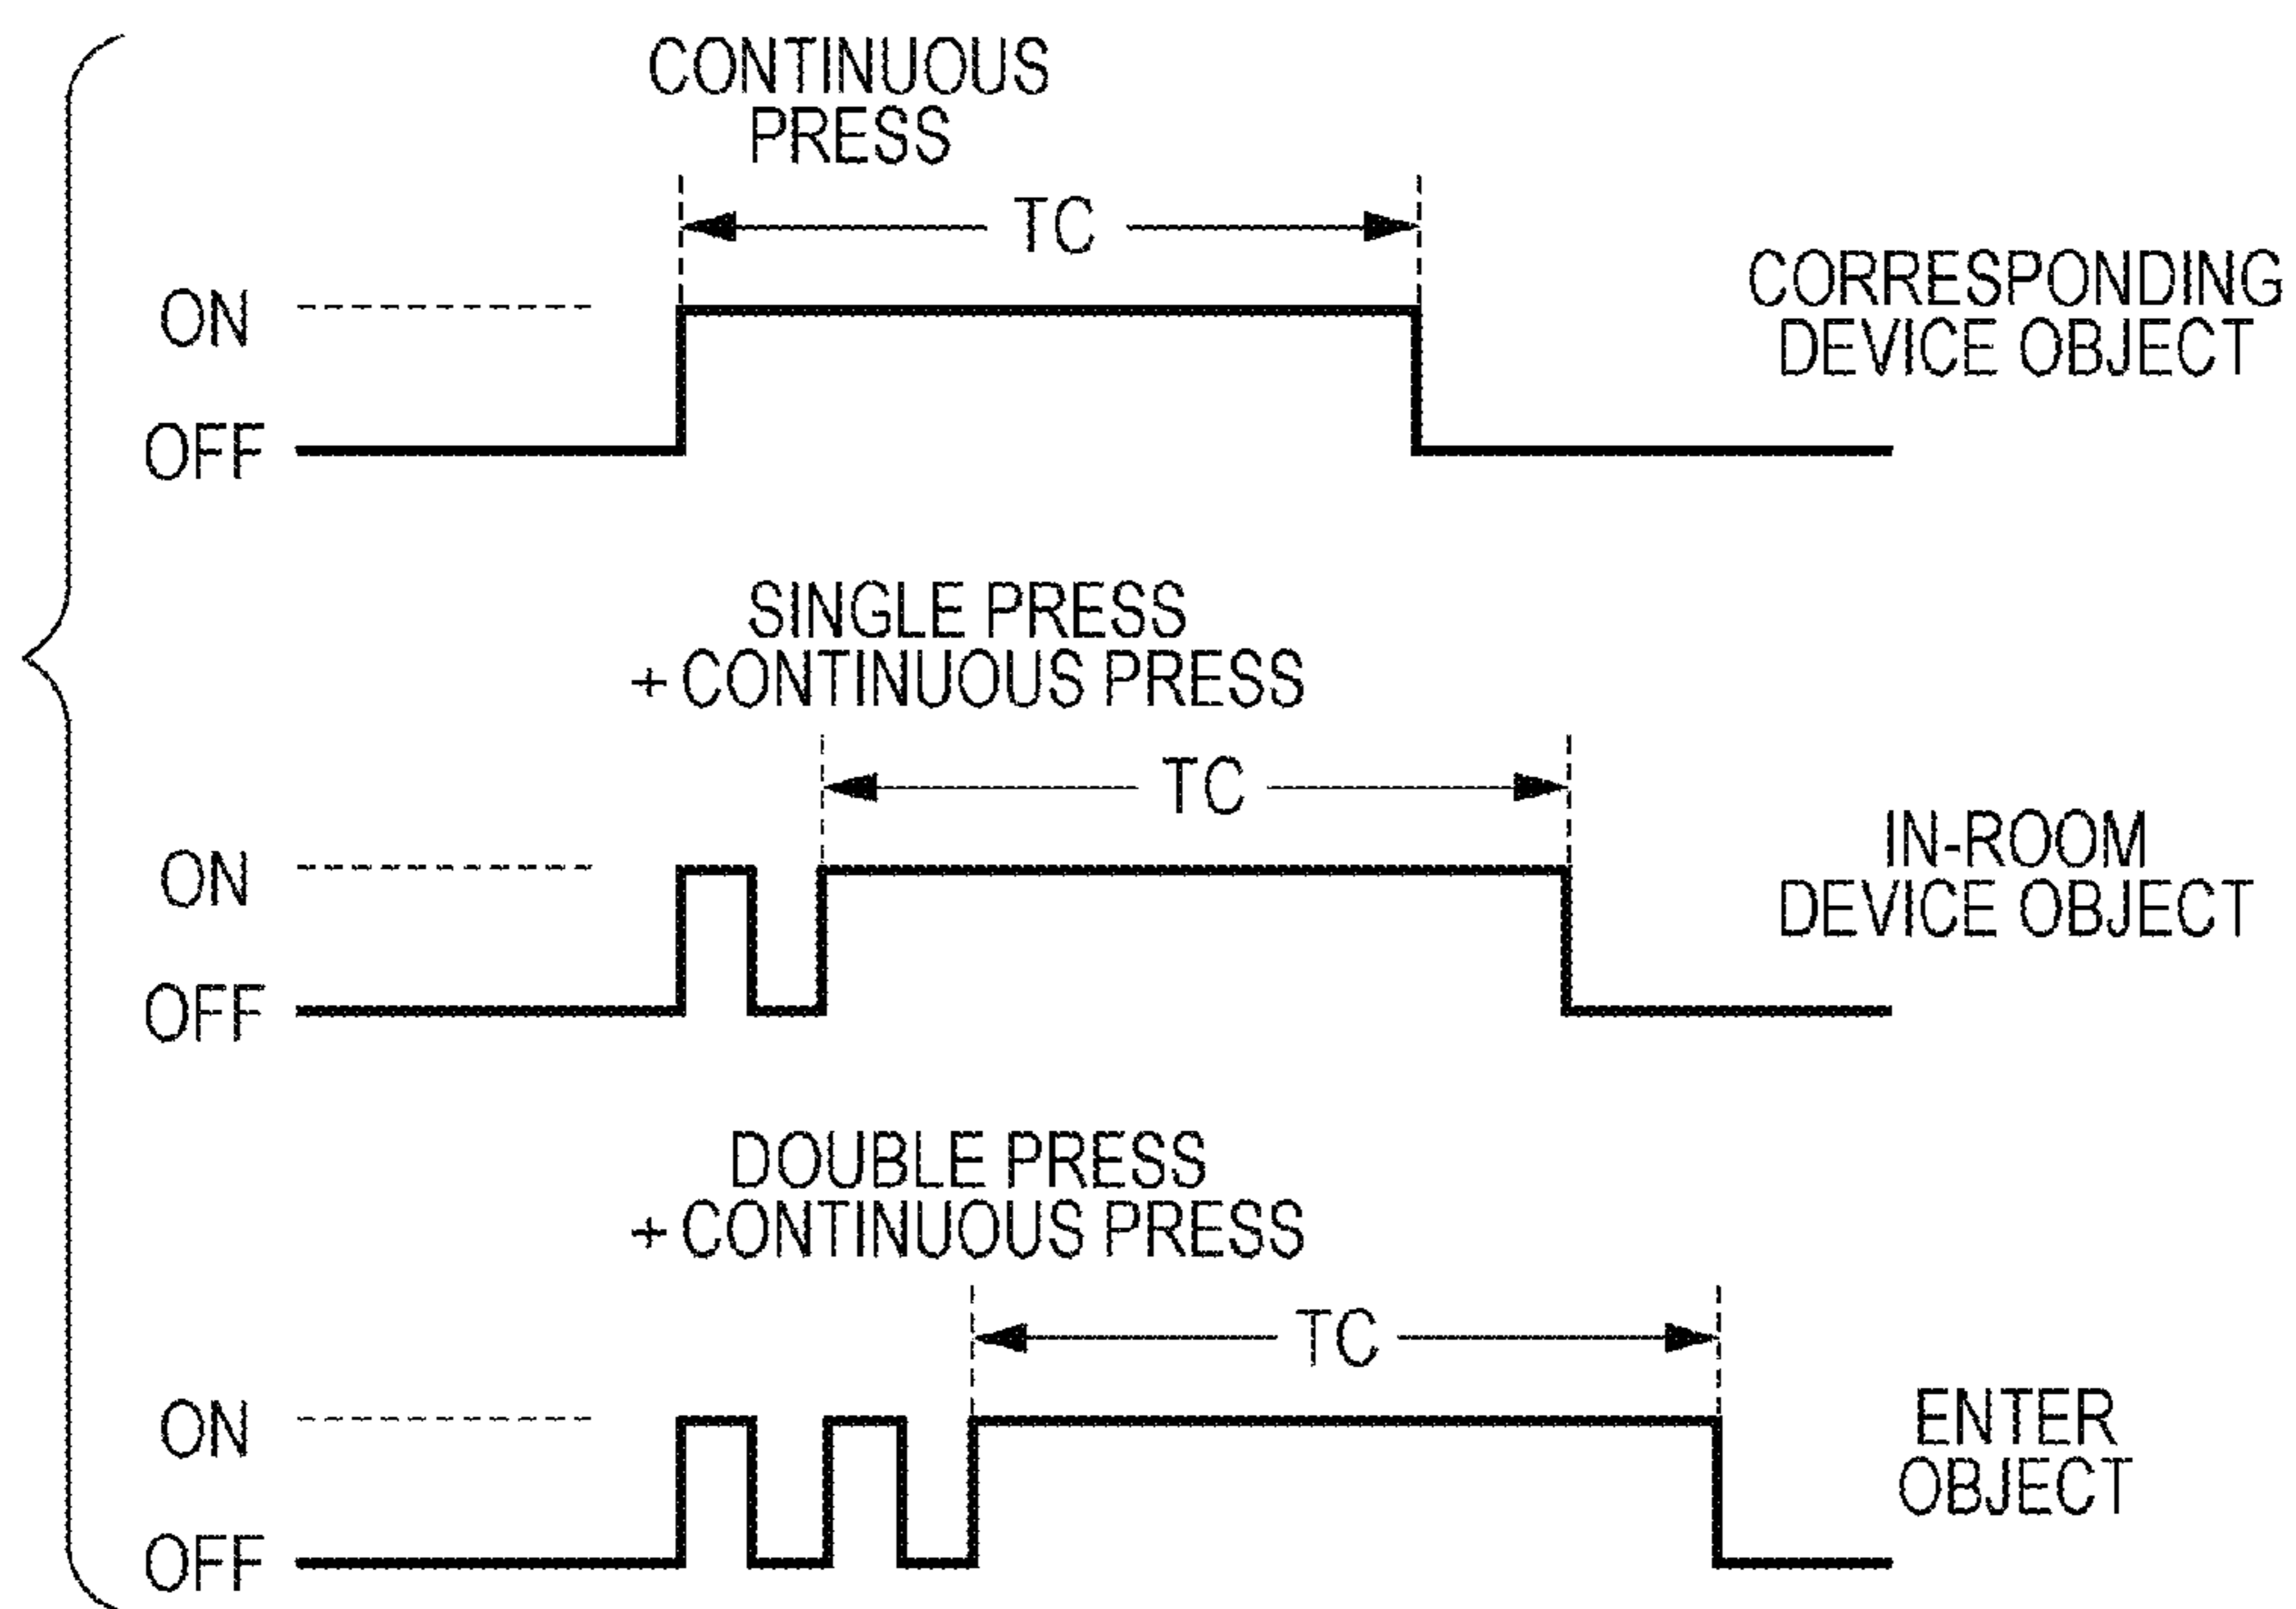 CONTINUOUS
PRESS
TC
ON
OFF
CORRESPONDING
DEVICE OBJECT
SINGLE PRESS
+ CONTINUOUS PRESS
TC
ON
OFF
IN-ROOM
DEVICE OBJECT
DOUBLE PRESS
+ CONTINUOUS PRESS
TC
ON
OFF
ENTER
OBJECT